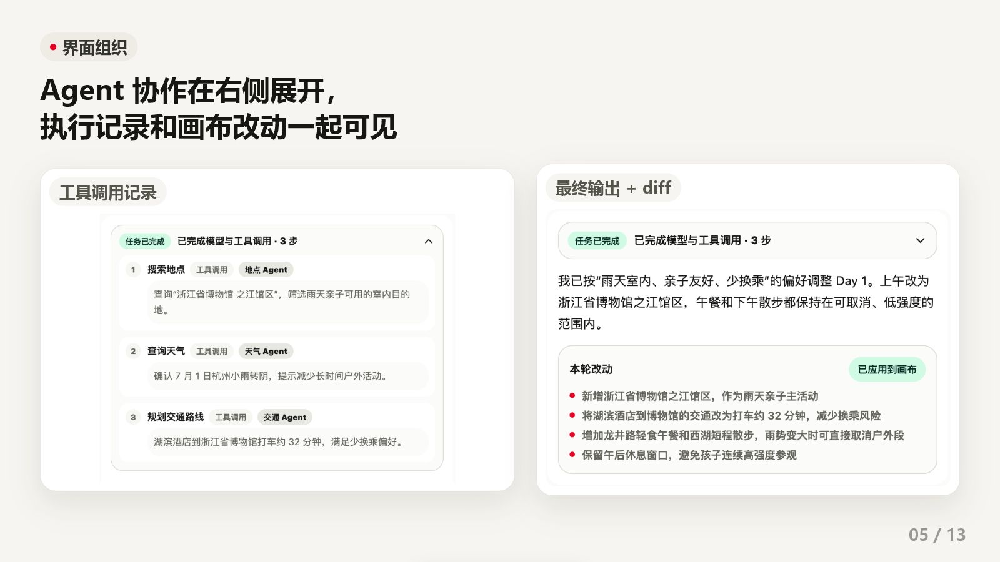 界面组织
Agent 协作在右侧展开，
执行记录和画布改动一起可见
工具调用记录
任务已完成 已完成模型与工具调用 · 3 步
1 搜索地点 工具调用 地点 Agent
查询“浙江省博物馆 之江馆区”，筛选雨天亲子可用的室内目的
地。
2 查询天气 工具调用 天气 Agent
确认 7 月 1 日杭州小雨转阴，提示减少长时间户外活动。
3 规划交通路线 工具调用 交通 Agent
湖滨酒店到浙江省博物馆打车约 32 分钟，满足少换乘偏好。
最终输出 + diff
任务已完成 已完成模型与工具调用 · 3 步
我已按“雨天室内、亲子友好、少换乘”的偏好调整 Day 1。上午改为
浙江省博物馆之江馆区，午餐和下午散步都保持在可取消、低强度的
范围内。
本轮改动 已应用到画布
新增浙江省博物馆之江馆区，作为雨天亲子主活动
将湖滨酒店到博物馆的交通改为打车约 32 分钟，减少换乘风险
增加龙井路轻食午餐和西湖短程散步，雨势变大时可直接取消户外段
保留午后休息窗口，避免孩子连续高强度参观
05 / 13